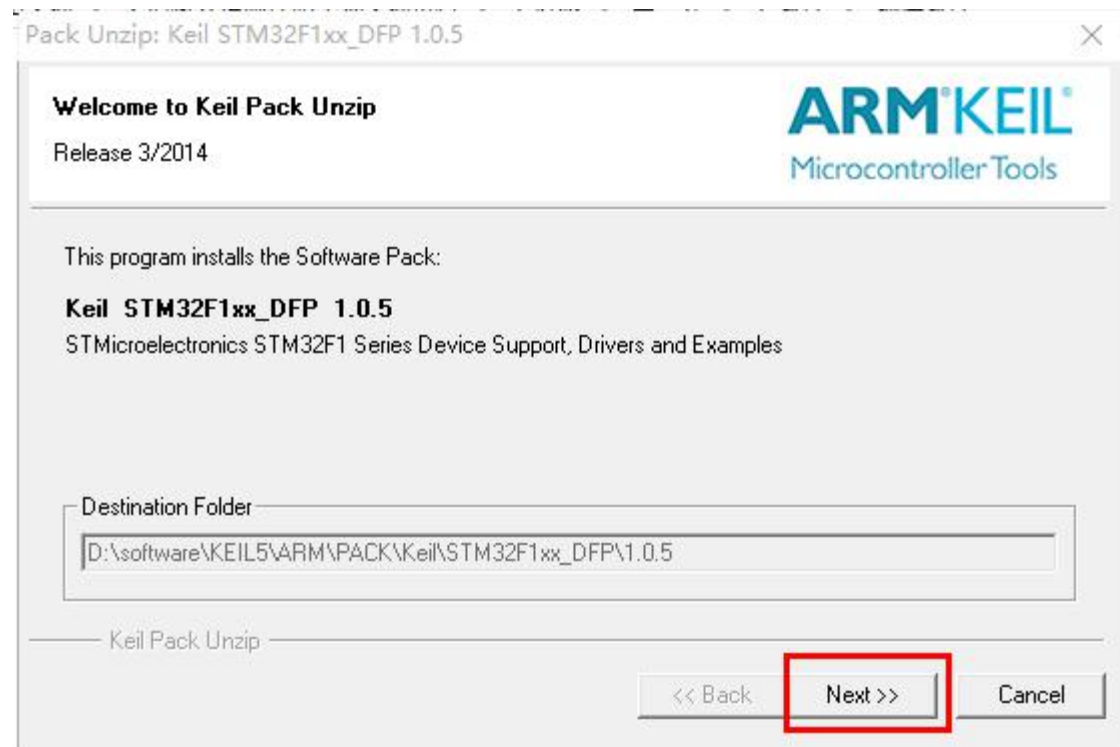 Pack Unzip: Keil STM32F1xx_DFP 1.0.5
Welcome to Keil Pack Unzip
Release 3/2014
ARM KEIL
Microcontroller Tools
This program installs the Software Pack:
Keil STM32F1xx_DFP 1.0.5
STMicroelectronics STM32F1 Series Device Support, Drivers and Examples
Destination Folder
D:\software\KEIL5\ARM\PACK\Keil\STM32F1xx_DFP\1.0.5
Keil Pack Unzip
<< Back
Next >>
Cancel